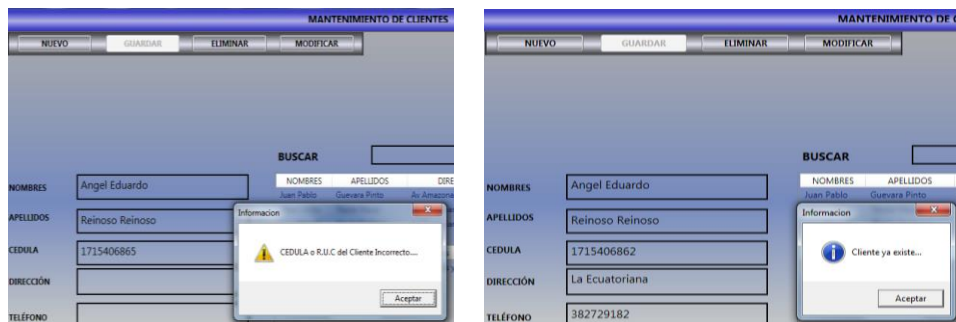 MANTENIMIENTO DE CLIENTES
NUEVO GUARDAR ELIMINAR MODIFICAR
BUSCAR
NOMBRES APELLIDOS DIRE
Juan Pablo Guevara Pinto Av Amazona
NOMBRES Angel Eduardo
APELLIDOS Reinoso Reinoso
CEDULA 1715406865
DIRECCIÓN
TELÉFONO
Informacion
CEDULA o R.U.C del Cliente Incorrecto....
Aceptar
MANTENIMIENTO DE C
NUEVO GUARDAR ELIMINAR MODIFICAR
BUSCAR
NOMBRES APELLIDOS
Juan Pablo Guevara Pinto
NOMBRES Angel Eduardo
APELLIDOS Reinoso Reinoso
CEDULA 1715406862
DIRECCIÓN La Ecuatoriana
TELÉFONO 382729182
Informacion
Cliente ya existe...
Aceptar